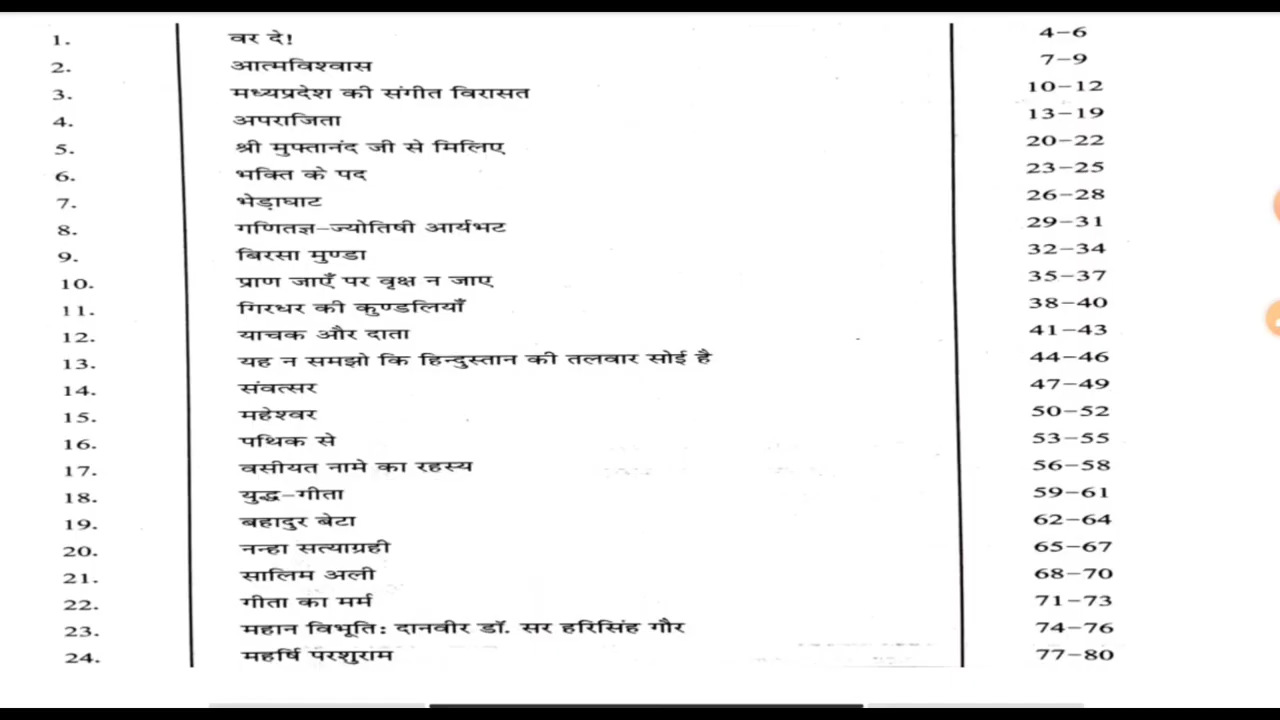 1. वर दे! 4-6
2. आत्मविश्वास 7-9
3. मध्यप्रदेश की संगीत विरासत 10-12
4. अपराजिता 13-19
5. श्री मुफ्तानंद जी से मिलिए 20-22
6. भक्ति के पद 23-25
7. भेड़ाघाट 26-28
8. गणितज्ञ-ज्योतिषी आर्यभट 29-31
9. बिरसा मुण्डा 32-34
10. प्राण जाएँ पर वृक्ष न जाए 35-37
11. गिरधर की कुण्डलियाँ 38-40
12. याचक और दाता 41-43
13. यह न समझो कि हिन्दुस्तान की तलवार सोई है 44-46
14. संवत्सर 47-49
15. महेश्वर 50-52
16. पथिक से 53-55
17. वसीयत नामे का रहस्य 56-58
18. युद्ध-गीता 59-61
19. बहादुर बेटा 62-64
20. नन्हा सत्याग्रही 65-67
21. सालिम अली 68-70
22. गीता का मर्म 71-73
23. महान विभूति: दानवीर डॉ. सर हरिसिंह गौर 74-76
24. महर्षि परशुराम 77-80